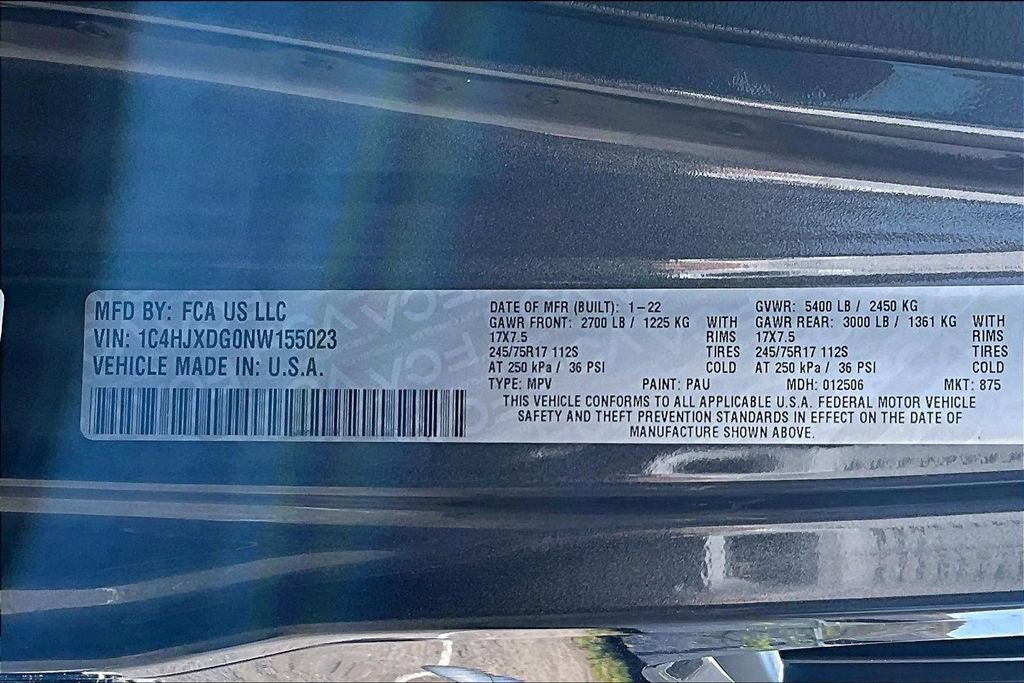 MFD BY: FCA US LLC
VIN: 1C4HJXDG0NW155023
VEHICLE MADE IN: U.S.A.
DATE OF MFR (BUILT): 1-22 GVWR: 5400 LB / 2450 KG
GAWR FRONT: 2700 LB / 1225 KG WITH GAWR REAR: 3000 LB / 1361 KG WITH
17X7.5 RIMS 17X7.5 RIMS
245/75R17 112S TIRES 245/75R17 112S TIRES
AT 250 kPa / 36 PSI COLD AT 250 kPa / 36 PSI COLD
TYPE: MPV PAINT: PAU MDH: 012506 MKT: 875
THIS VEHICLE CONFORMS TO ALL APPLICABLE U.S.A. FEDERAL MOTOR VEHICLE
SAFETY AND THEFT PREVENTION STANDARDS IN EFFECT ON THE DATE OF
MANUFACTURE SHOWN ABOVE.